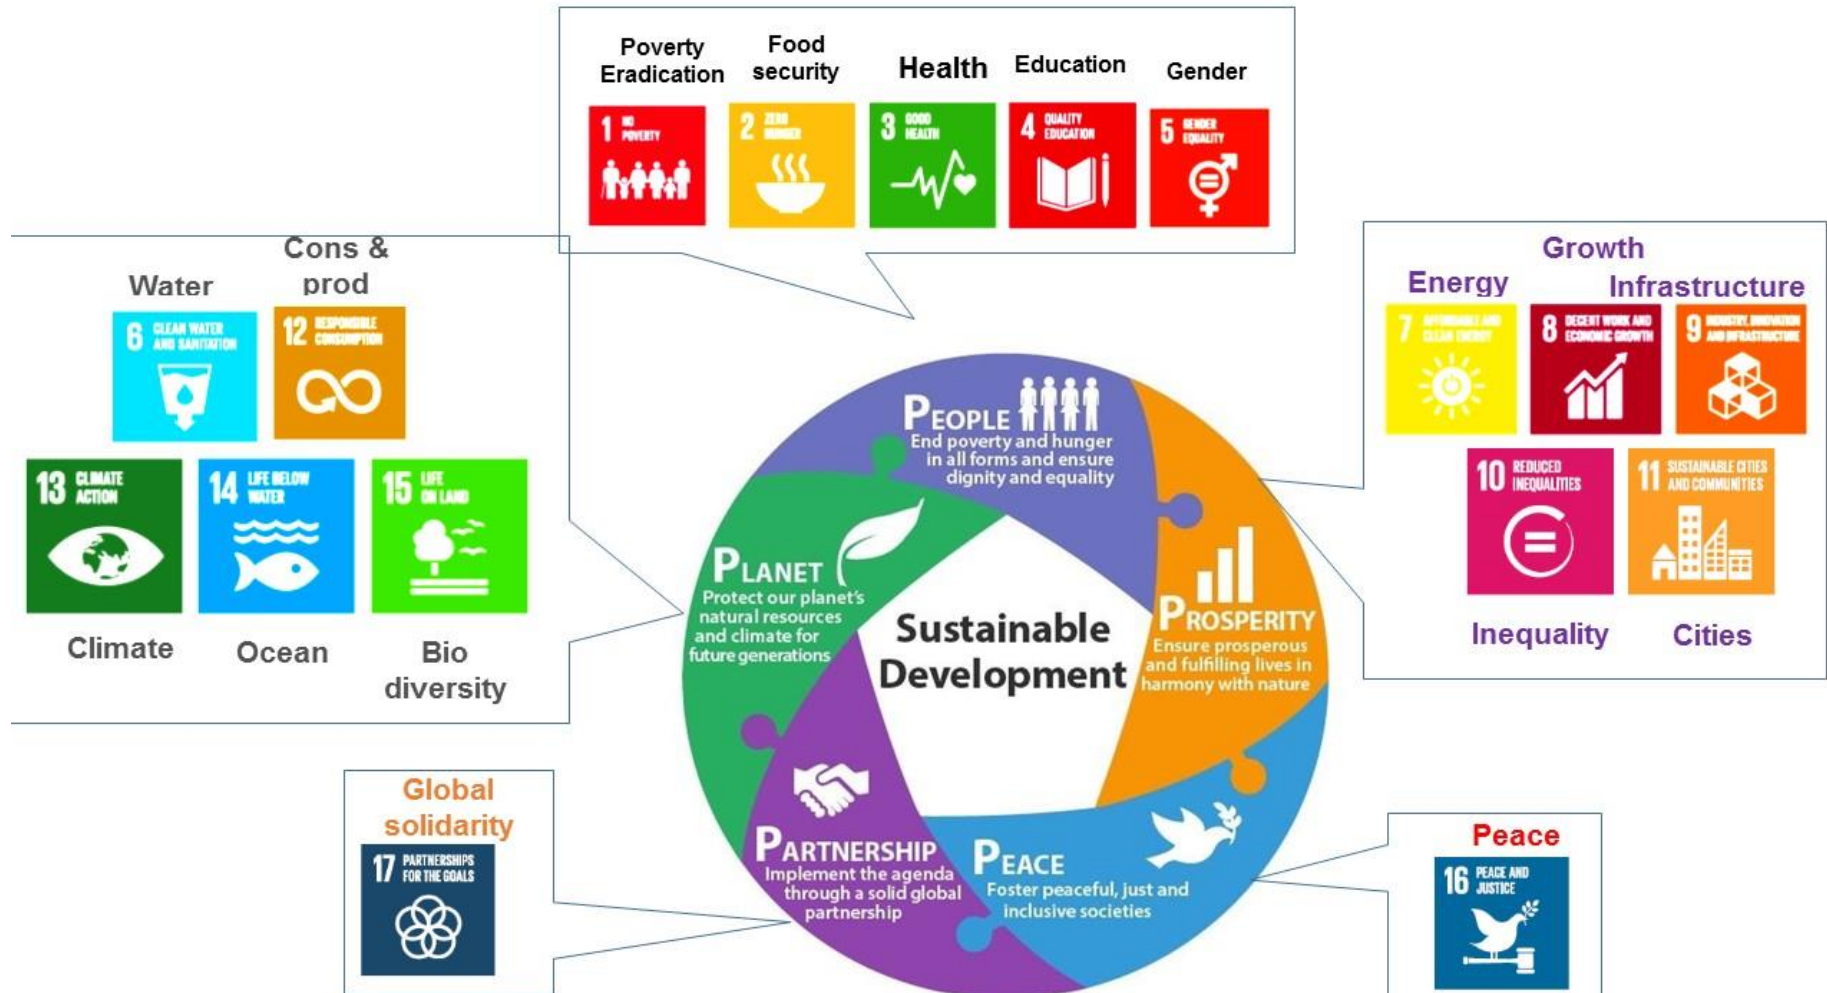 Poverty
Eradication
Food
security
Health
Education
Gender
1 NO
POVERTY
2 ZERO
HUNGER
3 GOOD
HEALTH
4 QUALITY
EDUCATION
5 GENDER
EQUALITY
Water
Cons &
prod
6 CLEAN WATER
AND SANITATION
12 RESPONSIBLE
CONSUMPTION
13 CLIMATE
ACTION
14 LIFE BELOW
WATER
15 LIFE
ON LAND
Climate
Ocean
Bio
diversity
Growth
Energy
Infrastructure
7 AFFORDABLE AND
CLEAN ENERGY
8 DECENT WORK AND
ECONOMIC GROWTH
9 INDUSTRY, INNOVATION
AND INFRASTRUCTURE
10 REDUCED
INEQUALITIES
11 SUSTAINABLE CITIES
AND COMMUNITIES
Inequality
Cities
PEOPLE
End poverty and hunger
in all forms and ensure
dignity and equality
PLANET
Protect our planet's
natural resources
and climate for
future generations
Sustainable
Development
PROSPERITY
Ensure prosperous
and fulfilling lives in
harmony with nature
PARTNERSHIP
Implement the agenda
through a solid global
partnership
PEACE
Foster peaceful, just and
inclusive societies
Global
solidarity
17 PARTNERSHIPS
FOR THE GOALS
Peace
16 PEACE AND
JUSTICE